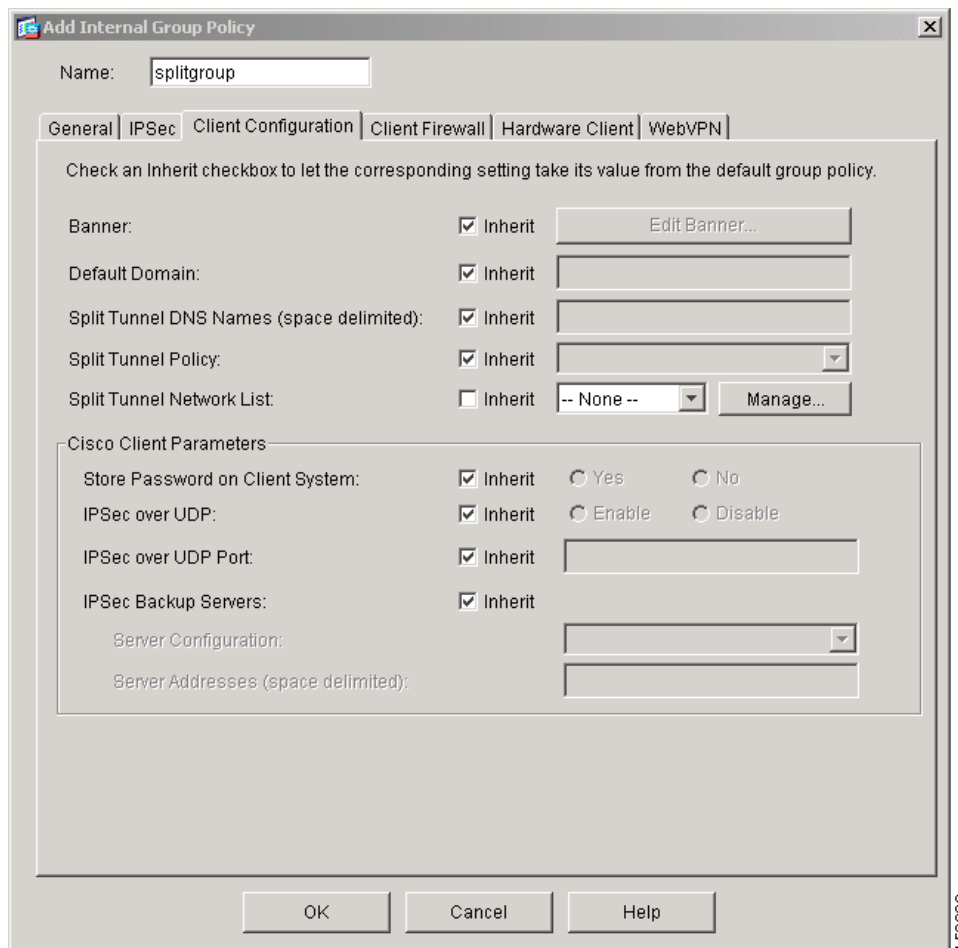 Add Internal Group Policy
Name: splitgroup
General IPSec Client Configuration Client Firewall Hardware Client WebVPN
Check an Inherit checkbox to let the corresponding setting take its value from the default group policy.
Banner: Inherit Edit Banner...
Default Domain: Inherit
Split Tunnel DNS Names (space delimited): Inherit
Split Tunnel Policy: Inherit
Split Tunnel Network List: Inherit -- None -- Manage...
Cisco Client Parameters
Store Password on Client System: Inherit Yes No
IPSec over UDP: Inherit Enable Disable
IPSec over UDP Port: Inherit
IPSec Backup Servers: Inherit
Server Configuration:
Server Addresses (space delimited):
OK Cancel Help